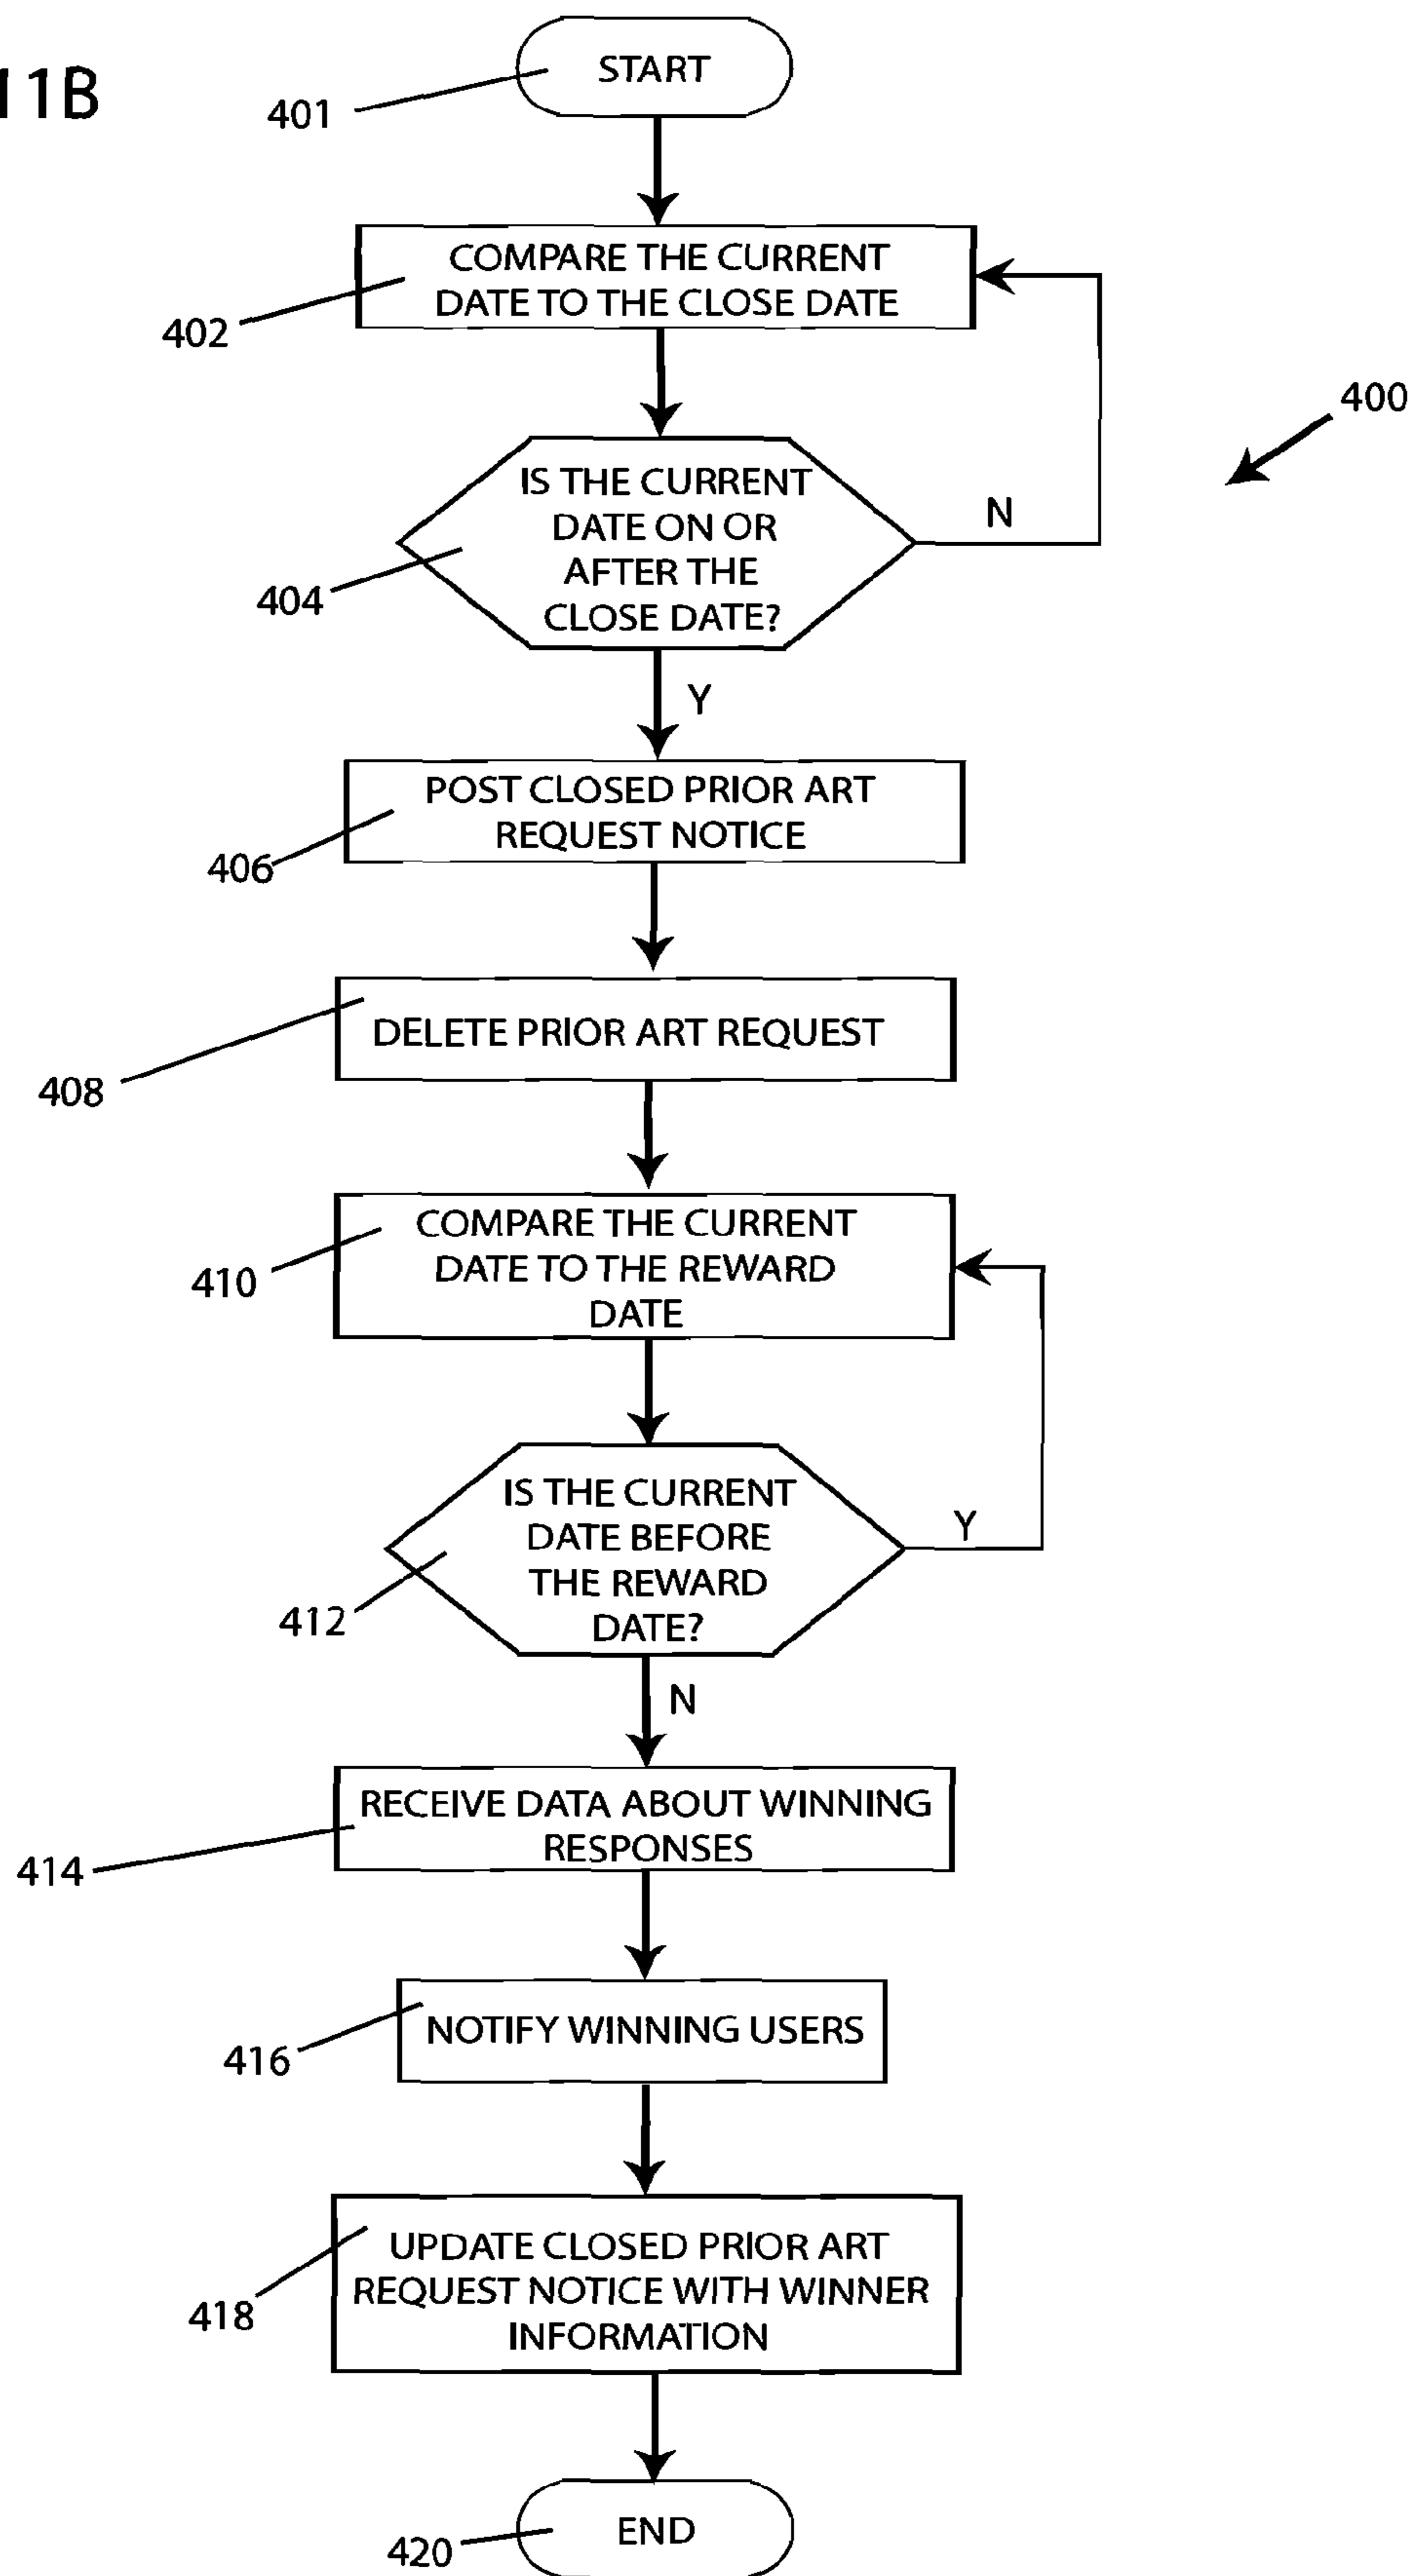 11B
START
401
COMPARE THE CURRENT
DATE TO THE CLOSE DATE
402
400
IS THE CURRENT
DATE ON OR
AFTER THE
CLOSE DATE?
N
404
Y
POST CLOSED PRIOR ART
REQUEST NOTICE
406
DELETE PRIOR ART REQUEST
408
COMPARE THE CURRENT
DATE TO THE REWARD
DATE
410
IS THE CURRENT
DATE BEFORE
THE REWARD
DATE?
Y
412
N
RECEIVE DATA ABOUT WINNING
RESPONSES
414
NOTIFY WINNING USERS
416
UPDATE CLOSED PRIOR ART
REQUEST NOTICE WITH WINNER
INFORMATION
418
END
420